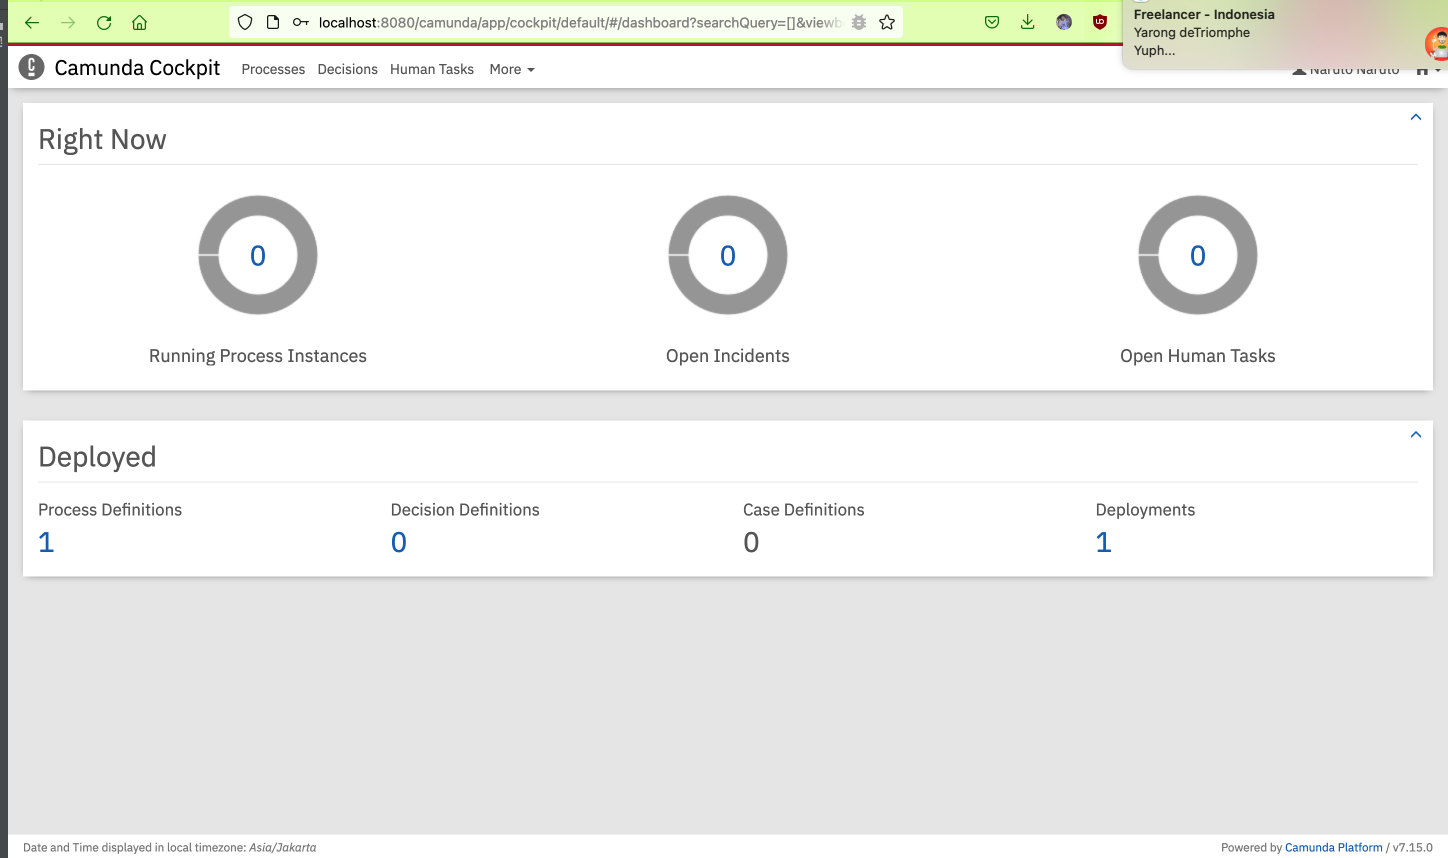 localhost:8080/camunda/app/cockpit/default/#/dashboard?searchQuery=[]&viewb
Freelancer - Indonesia
Yarong deTriomphe
Yuph...
Camunda Cockpit Processes Decisions Human Tasks More Naruto Naruto
Right Now
0 0 0
Running Process Instances Open Incidents Open Human Tasks
Deployed
Process Definitions Decision Definitions Case Definitions Deployments
1 0 0 1
Date and Time displayed in local timezone: Asia/Jakarta Powered by Camunda Platform / v7.15.0